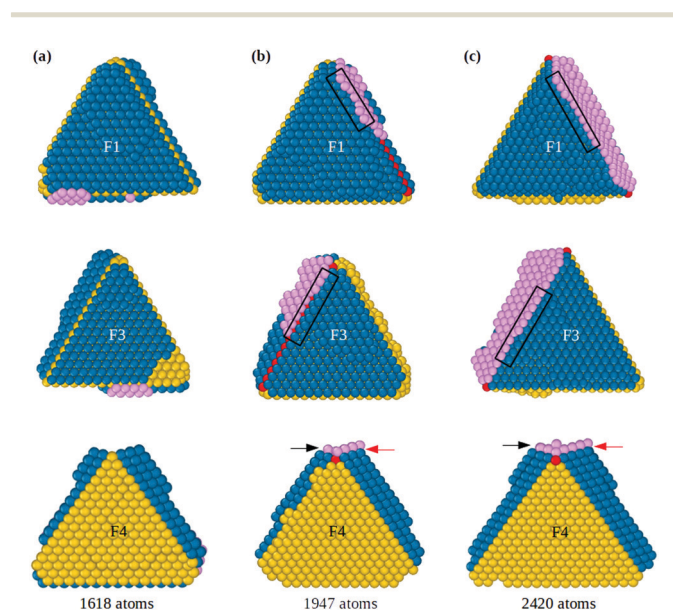 (a) (b) (c)
F1 F1 F1
F3 F3 F3
F4 F4 F4
1618 atoms 1947 atoms 2420 atoms